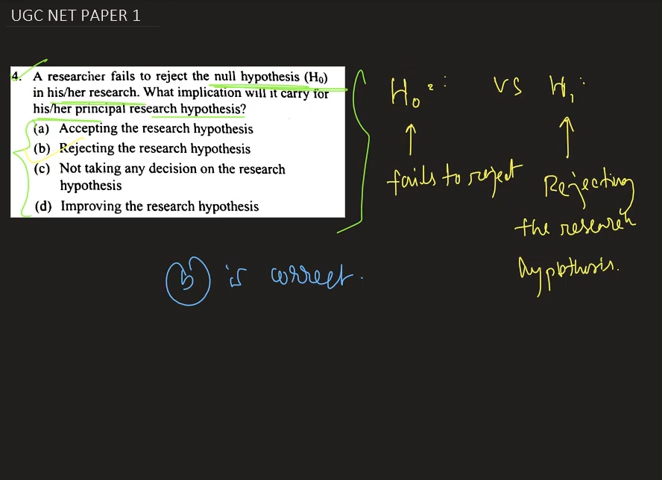 UGC NET PAPER 1
4. A researcher fails to reject the null hypothesis (H₀)
in his/her research. What implication will it carry for
his/her principal research hypothesis?
(a) Accepting the research hypothesis
(b) Rejecting the research hypothesis
(c) Not taking any decision on the research
hypothesis
(d) Improving the research hypothesis
H₀: vs H₁:
fails to reject
Rejecting
the research
hypothesis.
(b) is correct.